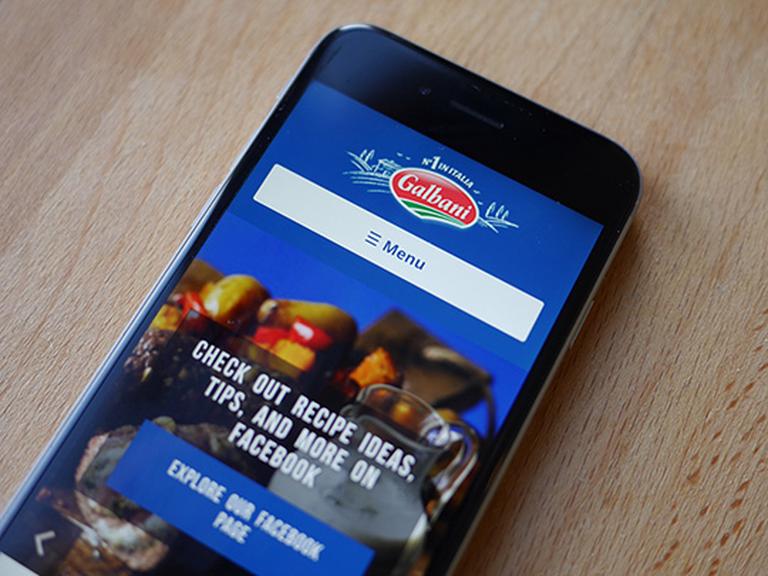 Nº1 IN ITALIA
Galbani
Menu
CHECK OUT RECIPE IDEAS,
TIPS, AND MORE ON
FACEBOOK
EXPLORE OUR FACEBOOK
PAGE